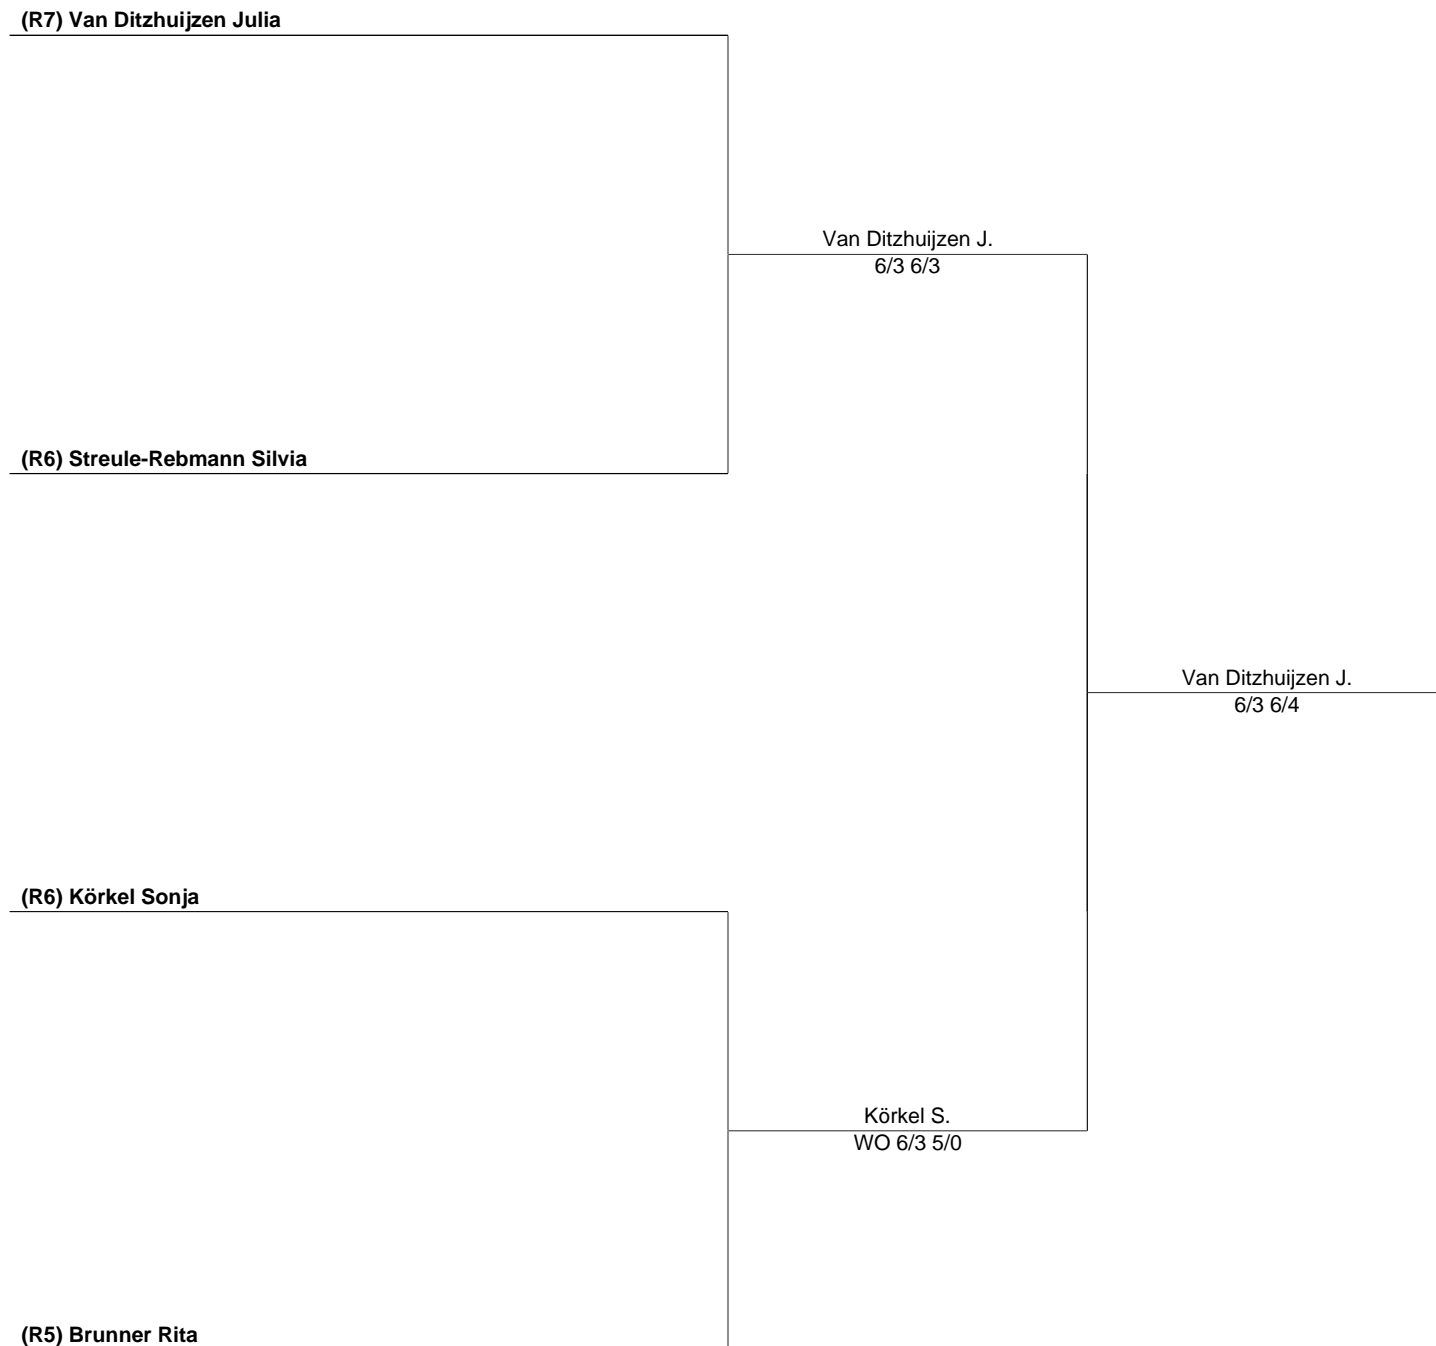 (R7) Van Ditzhuijzen Julia
Van Ditzhuijzen J.
6/3 6/3
(R6) Streule-Rebmann Silvia
Van Ditzhuijzen J.
6/3 6/4
(R6) Körkel Sonja
Körkel S.
WO 6/3 5/0
(R5) Brunner Rita